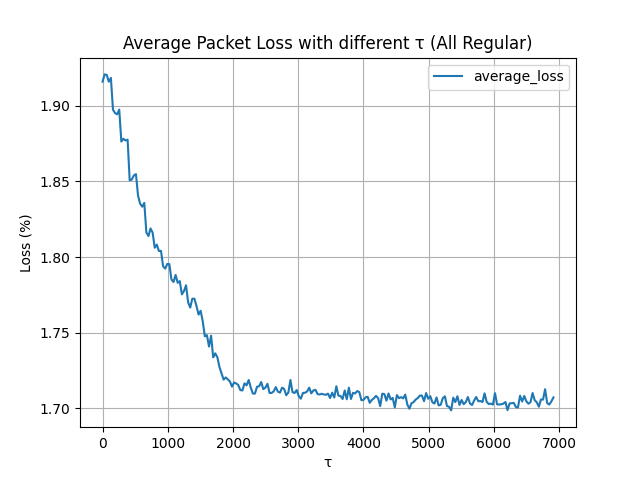 Average Packet Loss with different τ (All Regular)
average_loss
Loss (%)
1.90
1.85
1.80
1.75
1.70
0 1000 2000 3000 4000 5000 6000 7000
τ